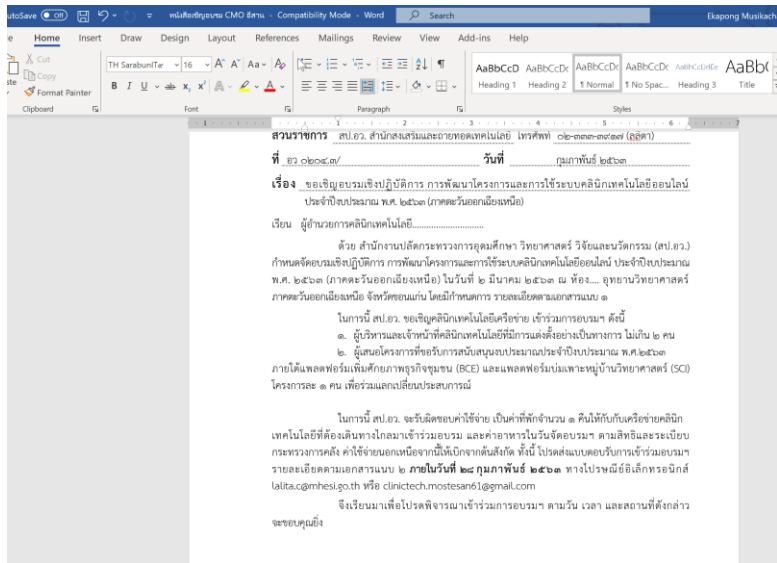 AutoSave Off หนังสือเชิญอบรม CMO อีสาน - Compatibility Mode - Word Search Ekapong Musikach
Home Insert Draw Design Layout References Mailings Review View Add-ins Help
Cut
Copy
Format Painter
TH SarabunITar 16
AaBbCcD AaBbCcDc AaBbCcDc AaBbCcDc AaBbCcDdEe AaBb(
Heading 1 Heading 2 ¶ Normal ¶ No Spac... Heading 3 Title
Clipboard Font Paragraph Styles
ส่วนราชการ สป.อว. สำนักส่งเสริมและถ่ายทอดเทคโนโลยี โทรศัพท์ ๐๒-๓๓๓-๓๙๑๗ (ลลิตา)
ที่ อว ๐๒๐๔.๓/ วันที่ กุมภาพันธ์ ๒๕๖๓
เรื่อง ขอเชิญอบรมเชิงปฏิบัติการ การพัฒนาโครงการและการใช้ระบบคลินิกเทคโนโลยีออนไลน์
ประจำปีงบประมาณ พ.ศ. ๒๕๖๓ (ภาคตะวันออกเฉียงเหนือ)
เรียน ผู้อำนวยการคลินิกเทคโนโลยี..............................
ด้วย สำนักงานปลัดกระทรวงการอุดมศึกษา วิทยาศาสตร์ วิจัยและนวัตกรรม (สป.อว.)
กำหนดจัดอบรมเชิงปฏิบัติการ การพัฒนาโครงการและการใช้ระบบคลินิกเทคโนโลยีออนไลน์ ประจำปีงบประมาณ
พ.ศ. ๒๕๖๓ (ภาคตะวันออกเฉียงเหนือ) ในวันที่ ๒ มีนาคม ๒๕๖๓ ณ ห้อง.... อุทยานวิทยาศาสตร์
ภาคตะวันออกเฉียงเหนือ จังหวัดขอนแก่น โดยมีกำหนดการ รายละเอียดตามเอกสารแนบ ๑
ในการนี้ สป.อว. ขอเชิญคลินิกเทคโนโลยีเครือข่าย เข้าร่วมการอบรมฯ ดังนี้
๑. ผู้บริหารและเจ้าหน้าที่คลินิกเทคโนโลยีที่มีการแต่งตั้งอย่างเป็นทางการ ไม่เกิน ๒ คน
๒. ผู้เสนอโครงการที่ขอรับการสนับสนุนงบประมาณประจำปีงบประมาณ พ.ศ.๒๕๖๓
ภายใต้แพลตฟอร์มเพิ่มศักยภาพธุรกิจชุมชน (BCE) และแพลตฟอร์มบ่มเพาะหมู่บ้านวิทยาศาสตร์ (SCI)
โครงการละ ๑ คน เพื่อร่วมแลกเปลี่ยนประสบการณ์
ในการนี้ สป.อว. จะรับผิดชอบค่าใช้จ่าย เป็นค่าที่พักจำนวน ๑ คืนให้กับกับเครือข่ายคลินิก
เทคโนโลยีที่ต้องเดินทางไกลมาเข้าร่วมอบรม และค่าอาหารในวันจัดอบรมฯ ตามสิทธิและระเบียบ
กระทรวงการคลัง ค่าใช้จ่ายนอกเหนือจากนี้ให้เบิกจากต้นสังกัด ทั้งนี้ โปรดส่งแบบตอบรับการเข้าร่วมอบรมฯ
รายละเอียดตามเอกสารแนบ ๒ ภายในวันที่ ๒๘ กุมภาพันธ์ ๒๕๖๓ ทางไปรษณีย์อิเล็กทรอนิกส์
lalita.c@mhesi.go.th หรือ clinictech.mostesan61@gmail.com
จึงเรียนมาเพื่อโปรดพิจารณาเข้าร่วมการอบรมฯ ตามวัน เวลา และสถานที่ดังกล่าว
จะขอบคุณยิ่ง